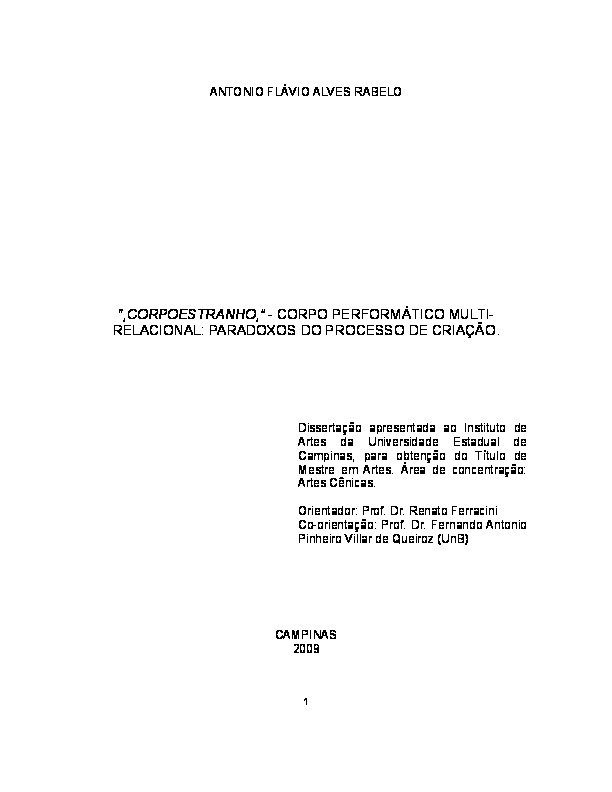 ANTONIO FLÁVIO ALVES RABELO
",CORPOESTRANHO," - CORPO PERFORMÁTICO MULTI-
RELACIONAL: PARADOXOS DO PROCESSO DE CRIAÇÃO.
Dissertação apresentada ao Instituto de
Artes da Universidade Estadual de
Campinas, para obtenção do Título de
Mestre em Artes. Área de concentração:
Artes Cênicas.
Orientador: Prof. Dr. Renato Ferracini
Co-orientação: Prof. Dr. Fernando Antonio
Pinheiro Villar de Queiroz (UnB)
CAMPINAS
2009
1